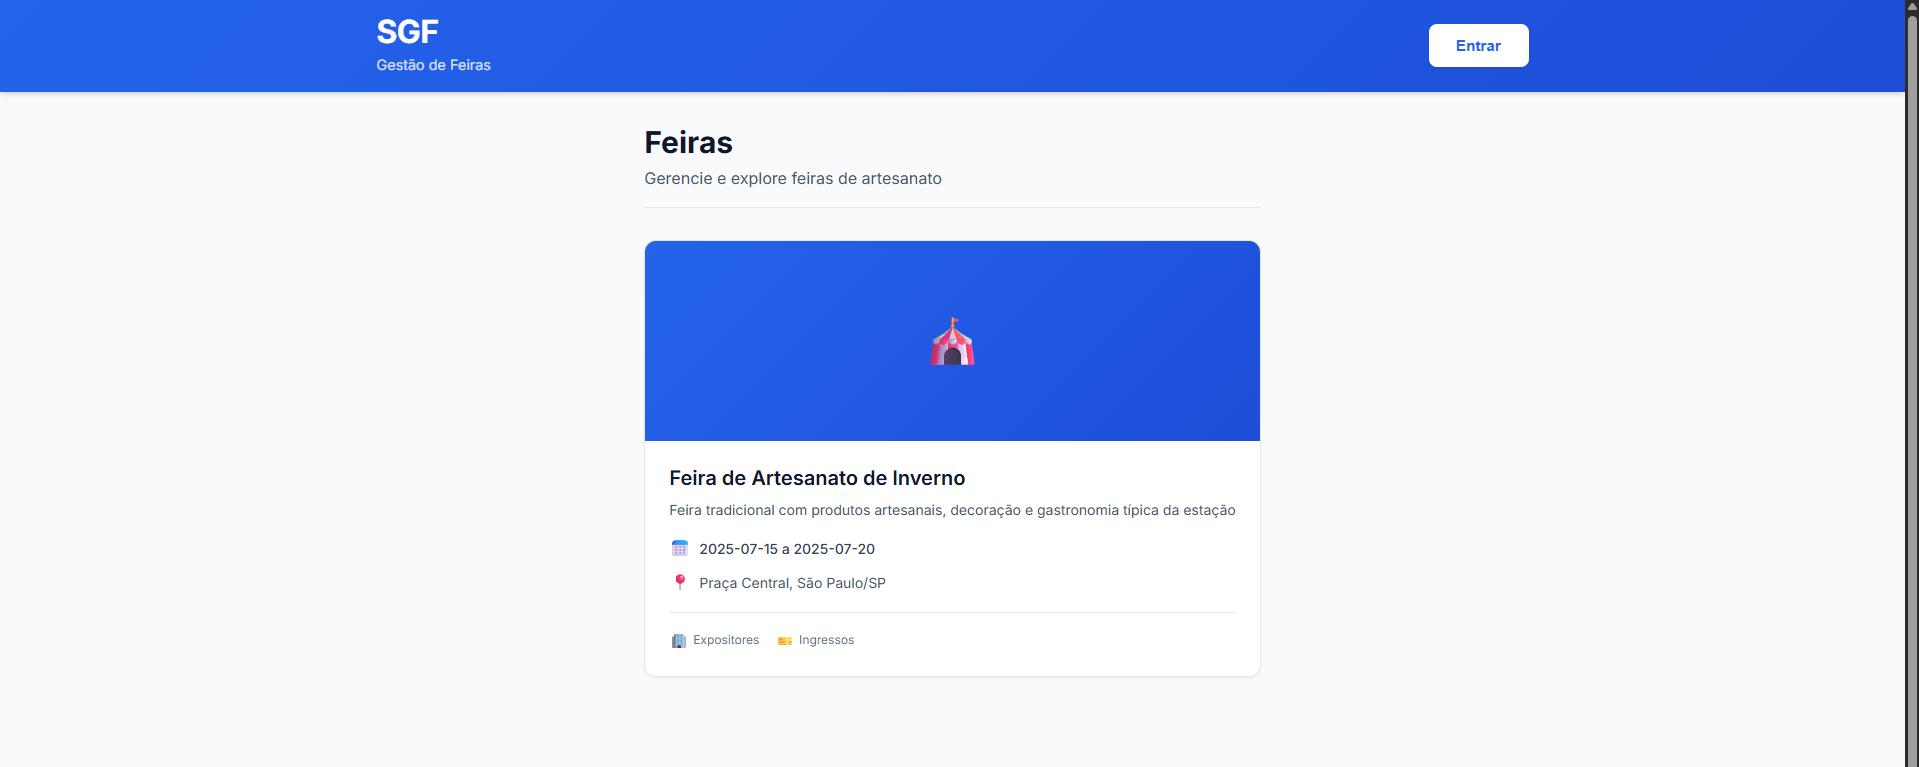 SGF
Gestão de Feiras
Entrar
Feiras
Gerencie e explore feiras de artesanato
Feira de Artesanato de Inverno
Feira tradicional com produtos artesanais, decoração e gastronomia típica da estação
2025-07-15 a 2025-07-20
Praça Central, São Paulo/SP
Expositores Ingressos